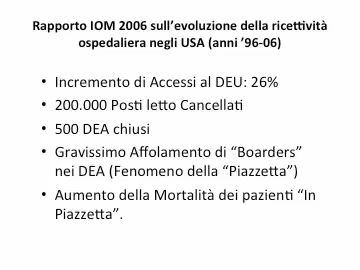 Rapporto IOM 2006 sull’evoluzione della ricettività
ospedaliera negli USA (anni ’96-06)
• Incremento di Accessi al DEU: 26%
• 200.000 Posti letto Cancellati
• 500 DEA chiusi
• Gravissimo Affolamento di “Boarders”
nei DEA (Fenomeno della “Piazzetta”)
• Aumento della Mortalità dei pazienti “In
Piazzetta”.